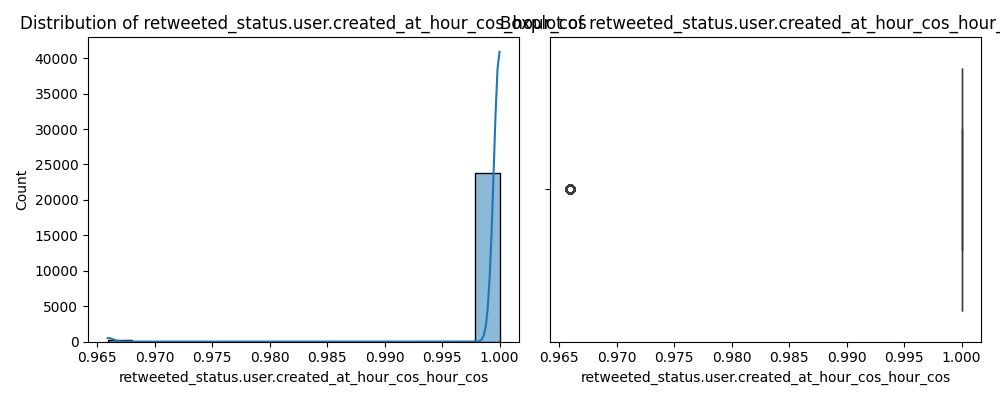 Distribution of retweeted_status.user.created_at_hour_cos_hour_cos
Boxplot of retweeted_status.user.created_at_hour_cos_hour_
Count
40000
35000
30000
25000
20000
15000
10000
5000
0
0.965 0.970 0.975 0.980 0.985 0.990 0.995 1.000
retweeted_status.user.created_at_hour_cos_hour_cos
0.965 0.970 0.975 0.980 0.985 0.990 0.995 1.000
retweeted_status.user.created_at_hour_cos_hour_cos